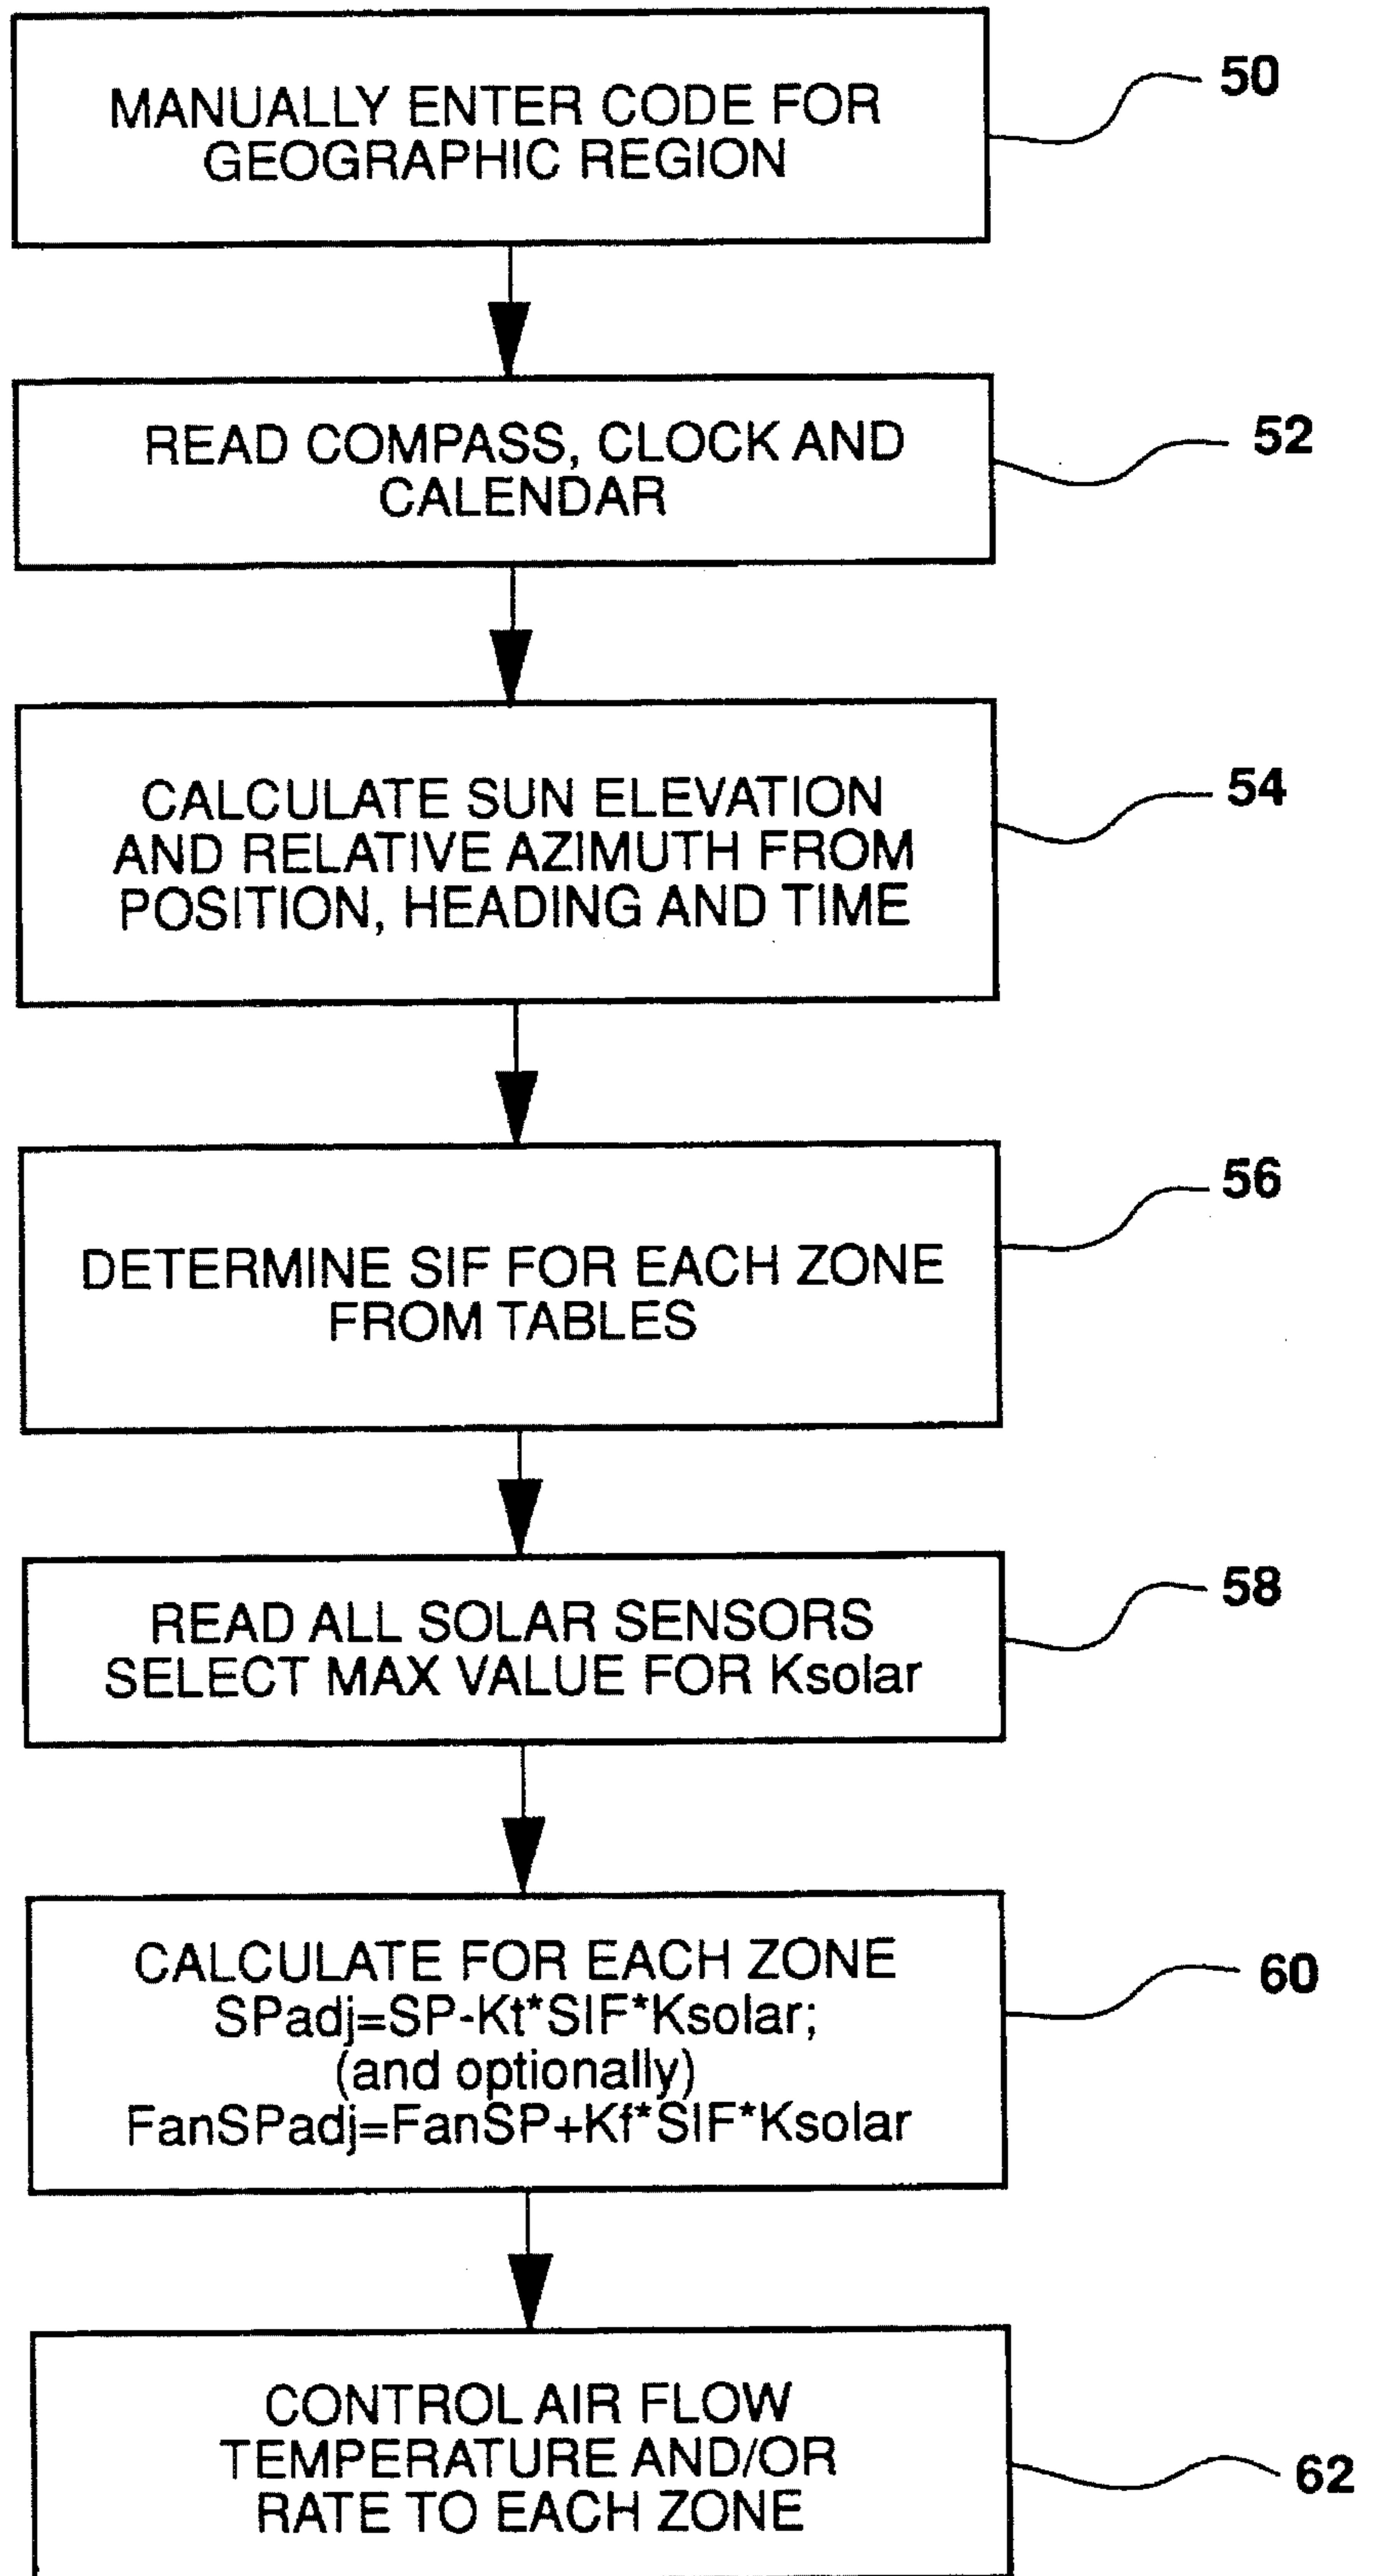 MANUALLY ENTER CODE FOR
GEOGRAPHIC REGION
50
READ COMPASS, CLOCK AND
CALENDAR
52
CALCULATE SUN ELEVATION
AND RELATIVE AZIMUTH FROM
POSITION, HEADING AND TIME
54
DETERMINE SIF FOR EACH ZONE
FROM TABLES
56
READ ALL SOLAR SENSORS
SELECT MAX VALUE FOR Ksolar
58
CALCULATE FOR EACH ZONE
SPadj=SP-Kt*SIF*Ksolar;
(and optionally)
FanSPadj=FanSP+Kf*SIF*Ksolar
60
CONTROL AIR FLOW
TEMPERATURE AND/OR
RATE TO EACH ZONE
62